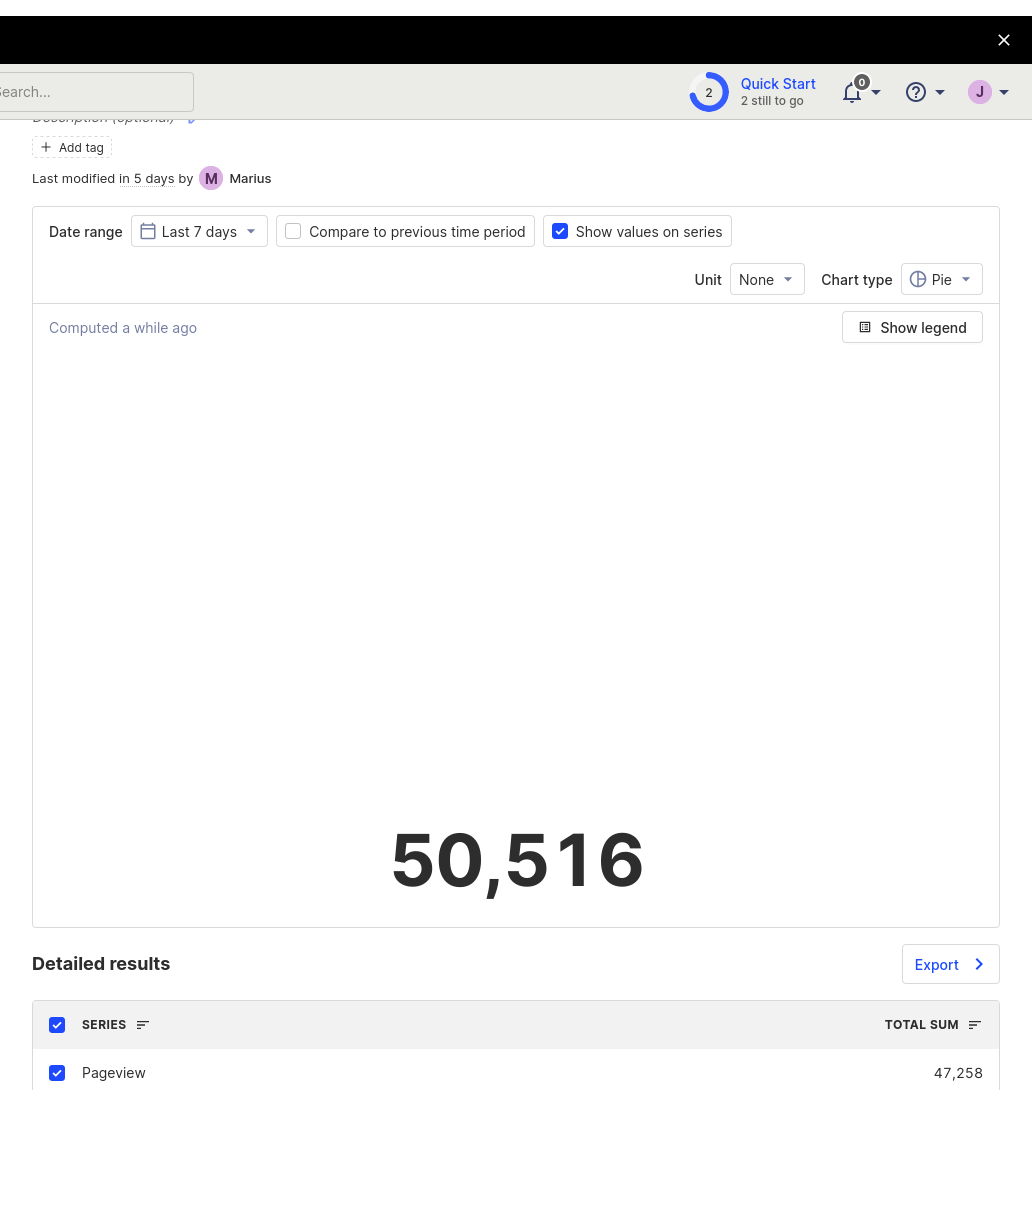 Search...
2
Quick Start
2 still to go
0
J
Description (optional)
Add tag
Last modified in 5 days by M Marius
Date range
Last 7 days
Compare to previous time period
Show values on series
Unit
None
Chart type
Pie
Computed a while ago
Show legend
50,516
Detailed results
Export
SERIES
TOTAL SUM
Pageview
47,258